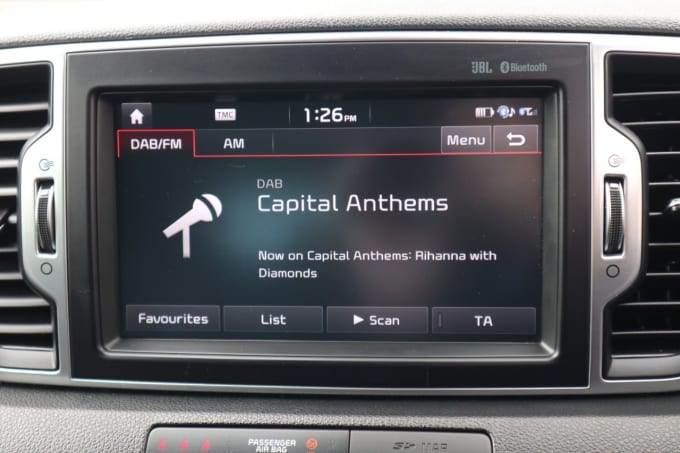 JBL Bluetooth
TMC 1:26PM
DAB/FM AM Menu
DAB
Capital Anthems
Now on Capital Anthems: Rihanna with
Diamonds
Favourites List Scan TA
PASSENGER
AIR BAG
MAP